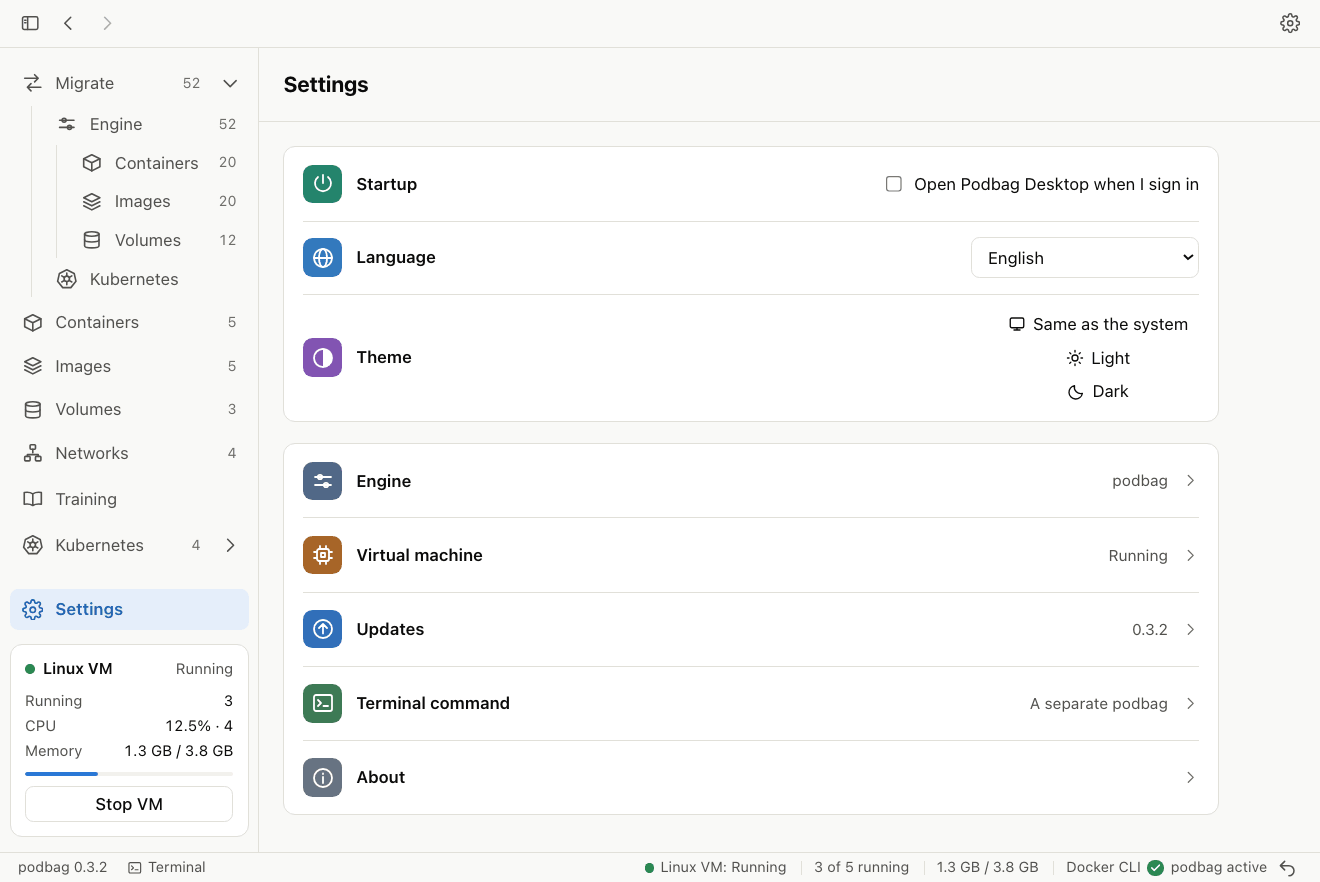 Migrate 52
Engine 52
Containers 20
Images 20
Volumes 12
Kubernetes
Containers 5
Images 5
Volumes 3
Networks 4
Training
Kubernetes 4
Settings
Linux VM Running
Running 3
CPU 12.5% · 4
Memory 1.3 GB / 3.8 GB
Stop VM
Settings
Startup Open Podbag Desktop when I sign in
Language English
Theme
Same as the system
Light
Dark
Engine podbag
Virtual machine Running
Updates 0.3.2
Terminal command A separate podbag
About
podbag 0.3.2 Terminal Linux VM: Running 3 of 5 running 1.3 GB / 3.8 GB Docker CLI podbag active